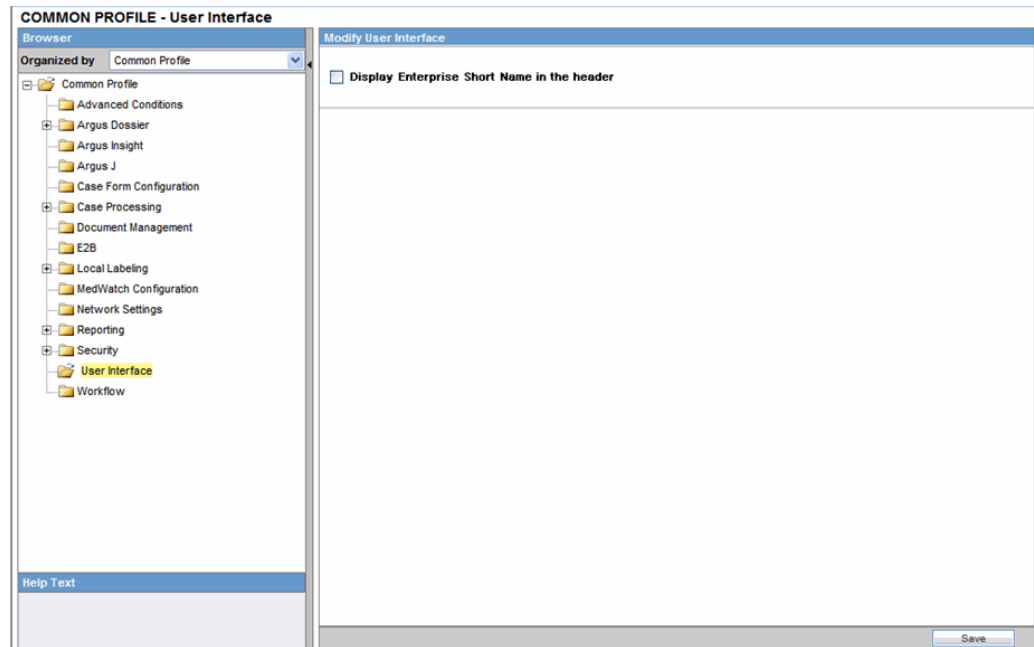 COMMON PROFILE - User Interface
Browser
Organized by Common Profile
Common Profile
Advanced Conditions
Argus Dossier
Argus Insight
Argus J
Case Form Configuration
Case Processing
Document Management
E2B
Local Labeling
MedWatch Configuration
Network Settings
Reporting
Security
User Interface
Workflow
Help Text
Modify User Interface
Display Enterprise Short Name in the header
Save